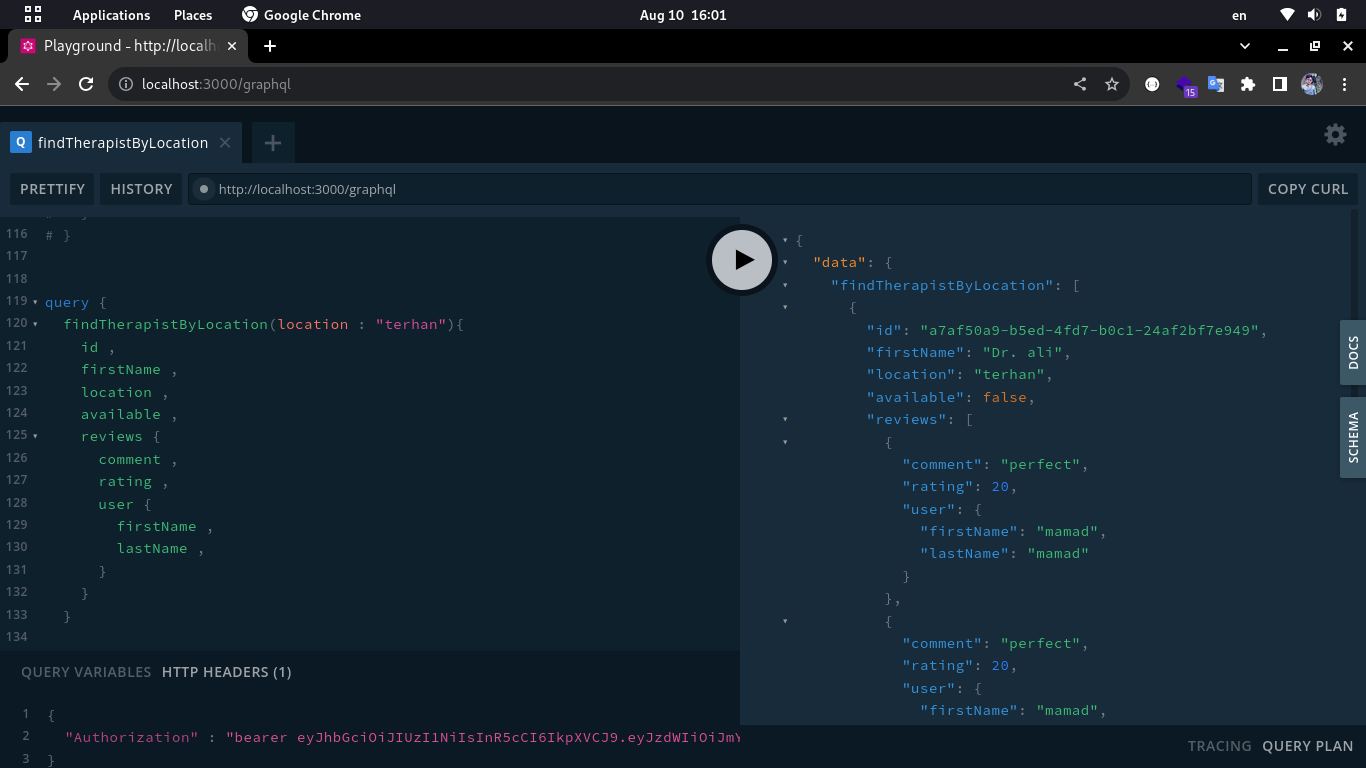 Applications Places Google Chrome Aug 10 16:01 en
Playground - http://localh
localhost:3000/graphql 15
Q findTherapistByLocation
PRETTIFY HISTORY http://localhost:3000/graphql COPY CURL
116 # }
117
118
119 query {
120 findTherapistByLocation(location : "terhan"){
121 id ,
122 firstName ,
123 location ,
124 available ,
125 reviews {
126 comment ,
127 rating ,
128 user {
129 firstName ,
130 lastName ,
131 }
132 }
133 }
134
{
"data": {
"findTherapistByLocation": [
{
"id": "a7af50a9-b5ed-4fd7-b0c1-24af2bf7e949",
"firstName": "Dr. ali",
"location": "terhan",
"available": false,
"reviews": [
{
"comment": "perfect",
"rating": 20,
"user": {
"firstName": "mamad",
"lastName": "mamad"
}
},
{
"comment": "perfect",
"rating": 20,
"user": {
"firstName": "mamad",
DOCS
SCHEMA
QUERY VARIABLES HTTP HEADERS (1)
1 {
2 "Authorization" : "bearer eyJhbGciOiJIUzI1NiIsInR5cCI6IkpXVCJ9.eyJzdWIiOiJmY
3 }
TRACING QUERY PLAN